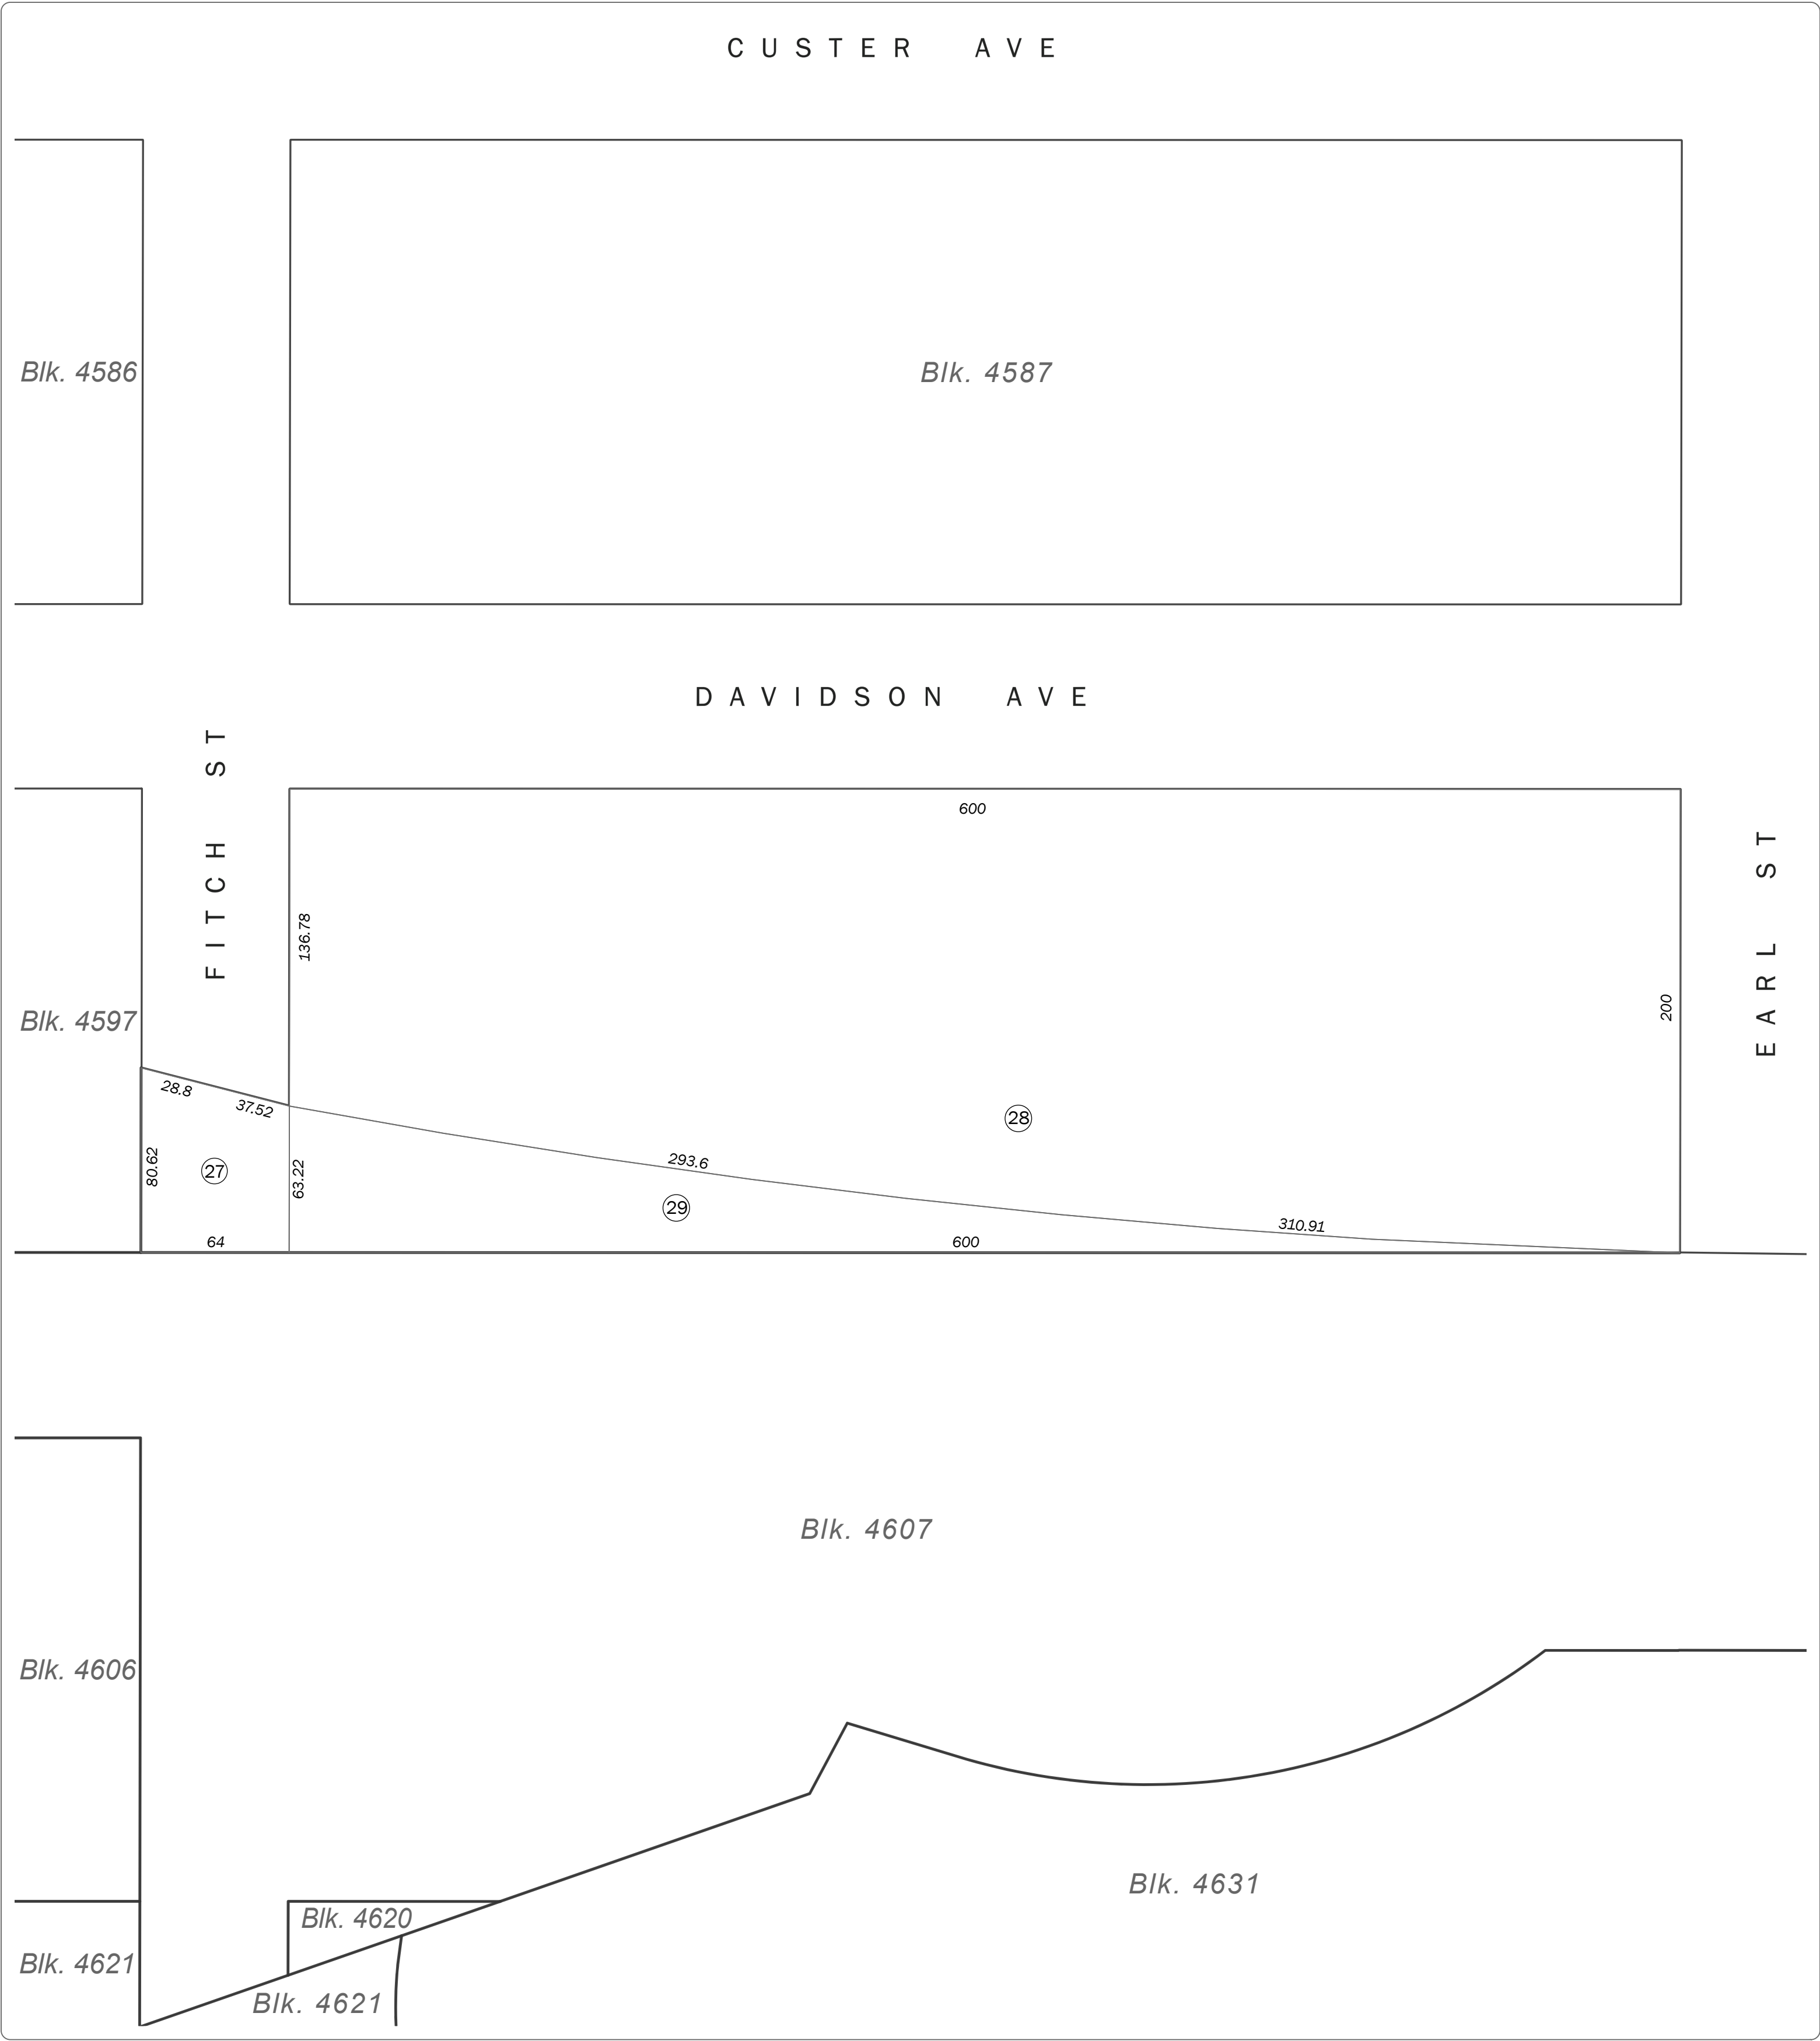 CUSTER AVE
Blk. 4586
Blk. 4587
DAVIDSON AVE
FITCH ST
EARL ST
600
136.78
200
Blk. 4597
28.8
37.52
28
293.6
80.62
27
63.22
29
310.91
64
600
Blk. 4607
Blk. 4606
Blk. 4631
Blk. 4620
Blk. 4621
Blk. 4621